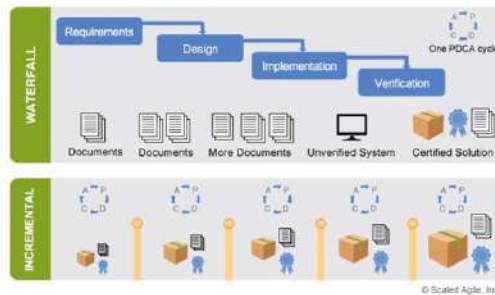 WATERFALL
Requirements
Design
Implementation
Verification
A P
C D
One PDCA cycle
Documents
Documents
More Documents
Unverified System
Certified Solution
INCREMENTAL
A P
C D
A P
C D
A P
C D
A P
C D
A P
C D
© Scaled Agile, Inc